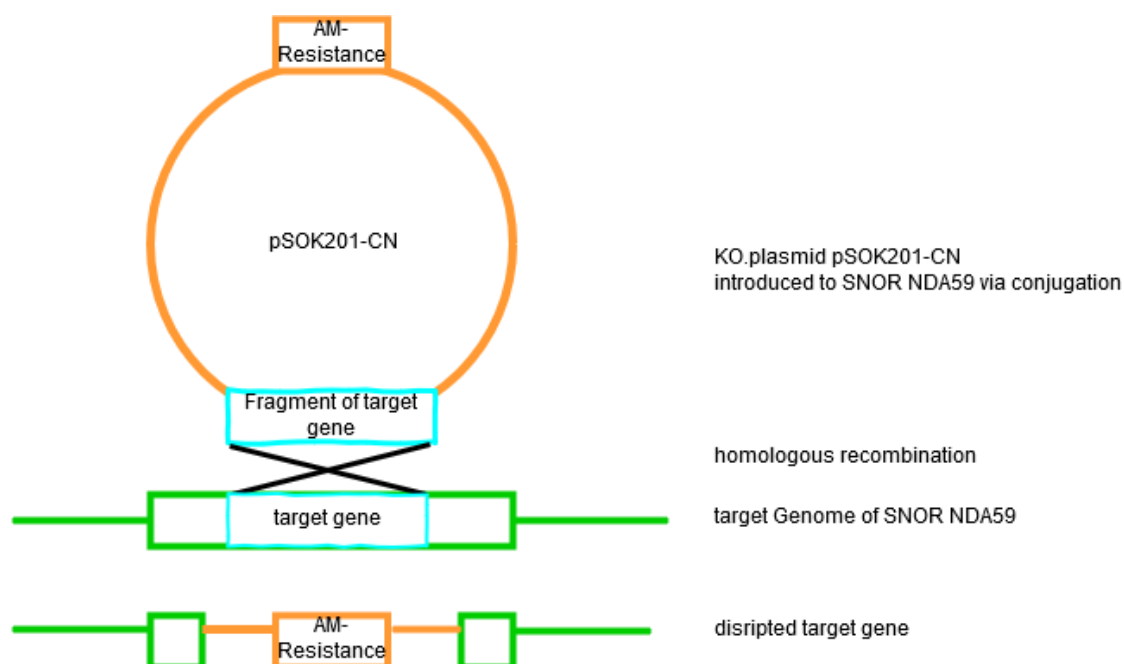 AM-
Resistance
pSOK201-CN
KO.plasmid pSOK201-CN
introduced to SNOR NDA59 via conjugation
Fragment of target
gene
homologous recombination
target gene
target Genome of SNOR NDA59
AM-
Resistance
disripted target gene